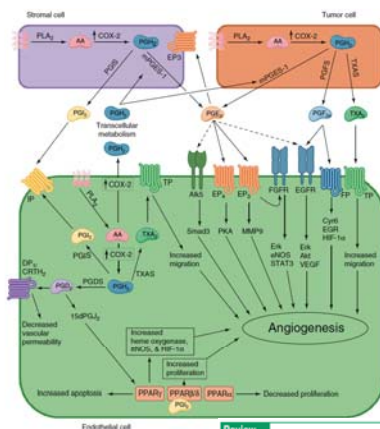 Stromal cell
Tumor cell
PLA₂
AA
COX-2
PGH₂
EP3
PLA₂
AA
COX-2
PGH₂
PGIS
mPGES-1
mPGES-1
PGFS
TXAS
PGI₂
PGH₂
Transcellular
metabolism
PGH₂
PGE₂
TXA₂
IP
PLA₂
COX-2
TP
Alk5
EP₄
EP₂
FGFR
EGFR
FP
TP
AA
PGI₂
PGIS
COX-2
TXA₂
TXAS
Smad3
PKA
MMP9
Increased
migration
Erk
eNOS
STAT3
Erk
Akt
VEGF
Cyr61
EGR
HIF-1α
Increased
migration
CRTH₂
PGDS
PGH₂
15dPGJ₂
Decreased
vascular
permeability
Angiogenesis
Increased
heme oxygenase,
eNOS, & HIF-1α
Increased
proliferation
Increased apoptosis
PPARγ
PPARβ/δ
PPARα
Decreased proliferation
PGI₂
Endothelial cell
Review